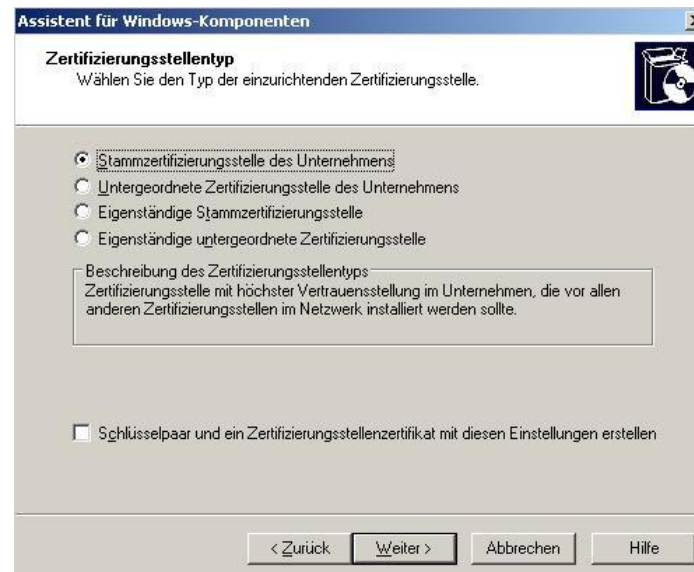 Assistent für Windows-Komponenten
Zertifizierungsstellentyp
Wählen Sie den Typ der einzurichtenden Zertifizierungsstelle.
Stammzertifizierungsstelle des Unternehmens
Untergeordnete Zertifizierungsstelle des Unternehmens
Eigenständige Stammzertifizierungsstelle
Eigenständige untergeordnete Zertifizierungsstelle
Beschreibung des Zertifizierungsstellentyps
Zertifizierungsstelle mit höchster Vertrauensstellung im Unternehmen, die vor allen
anderen Zertifizierungsstellen im Netzwerk installiert werden sollte.
Schlüsselpaar und ein Zertifizierungsstellenzertifikat mit diesen Einstellungen erstellen
< Zurück Weiter > Abbrechen Hilfe